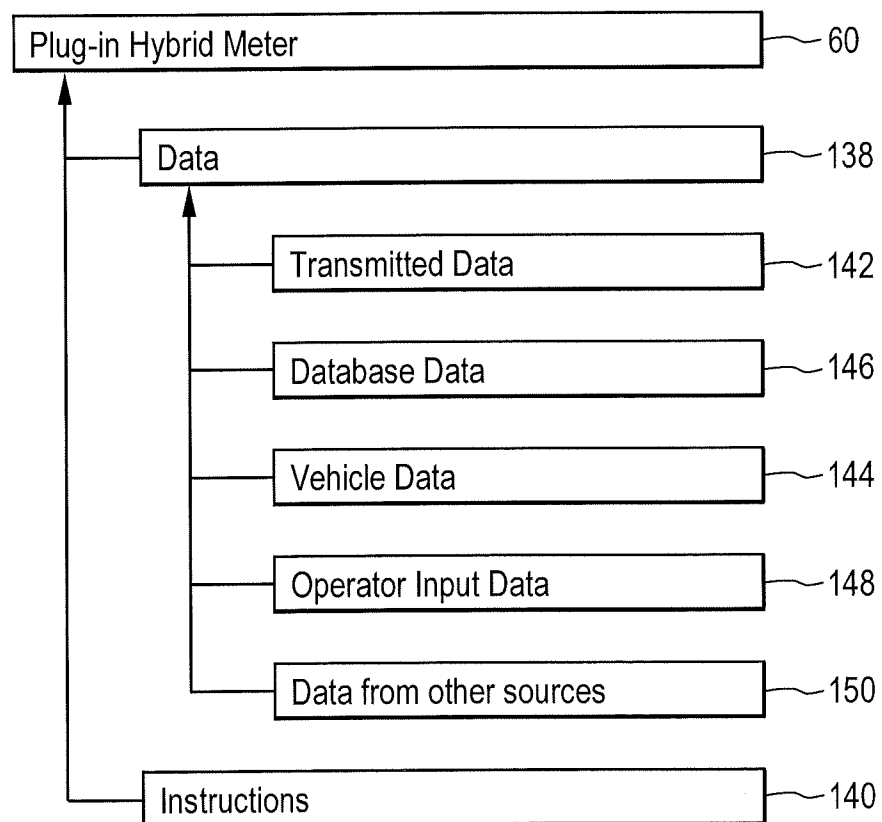 Plug-in Hybrid Meter 60
Data 138
Transmitted Data 142
Database Data 146
Vehicle Data 144
Operator Input Data 148
Data from other sources 150
Instructions 140